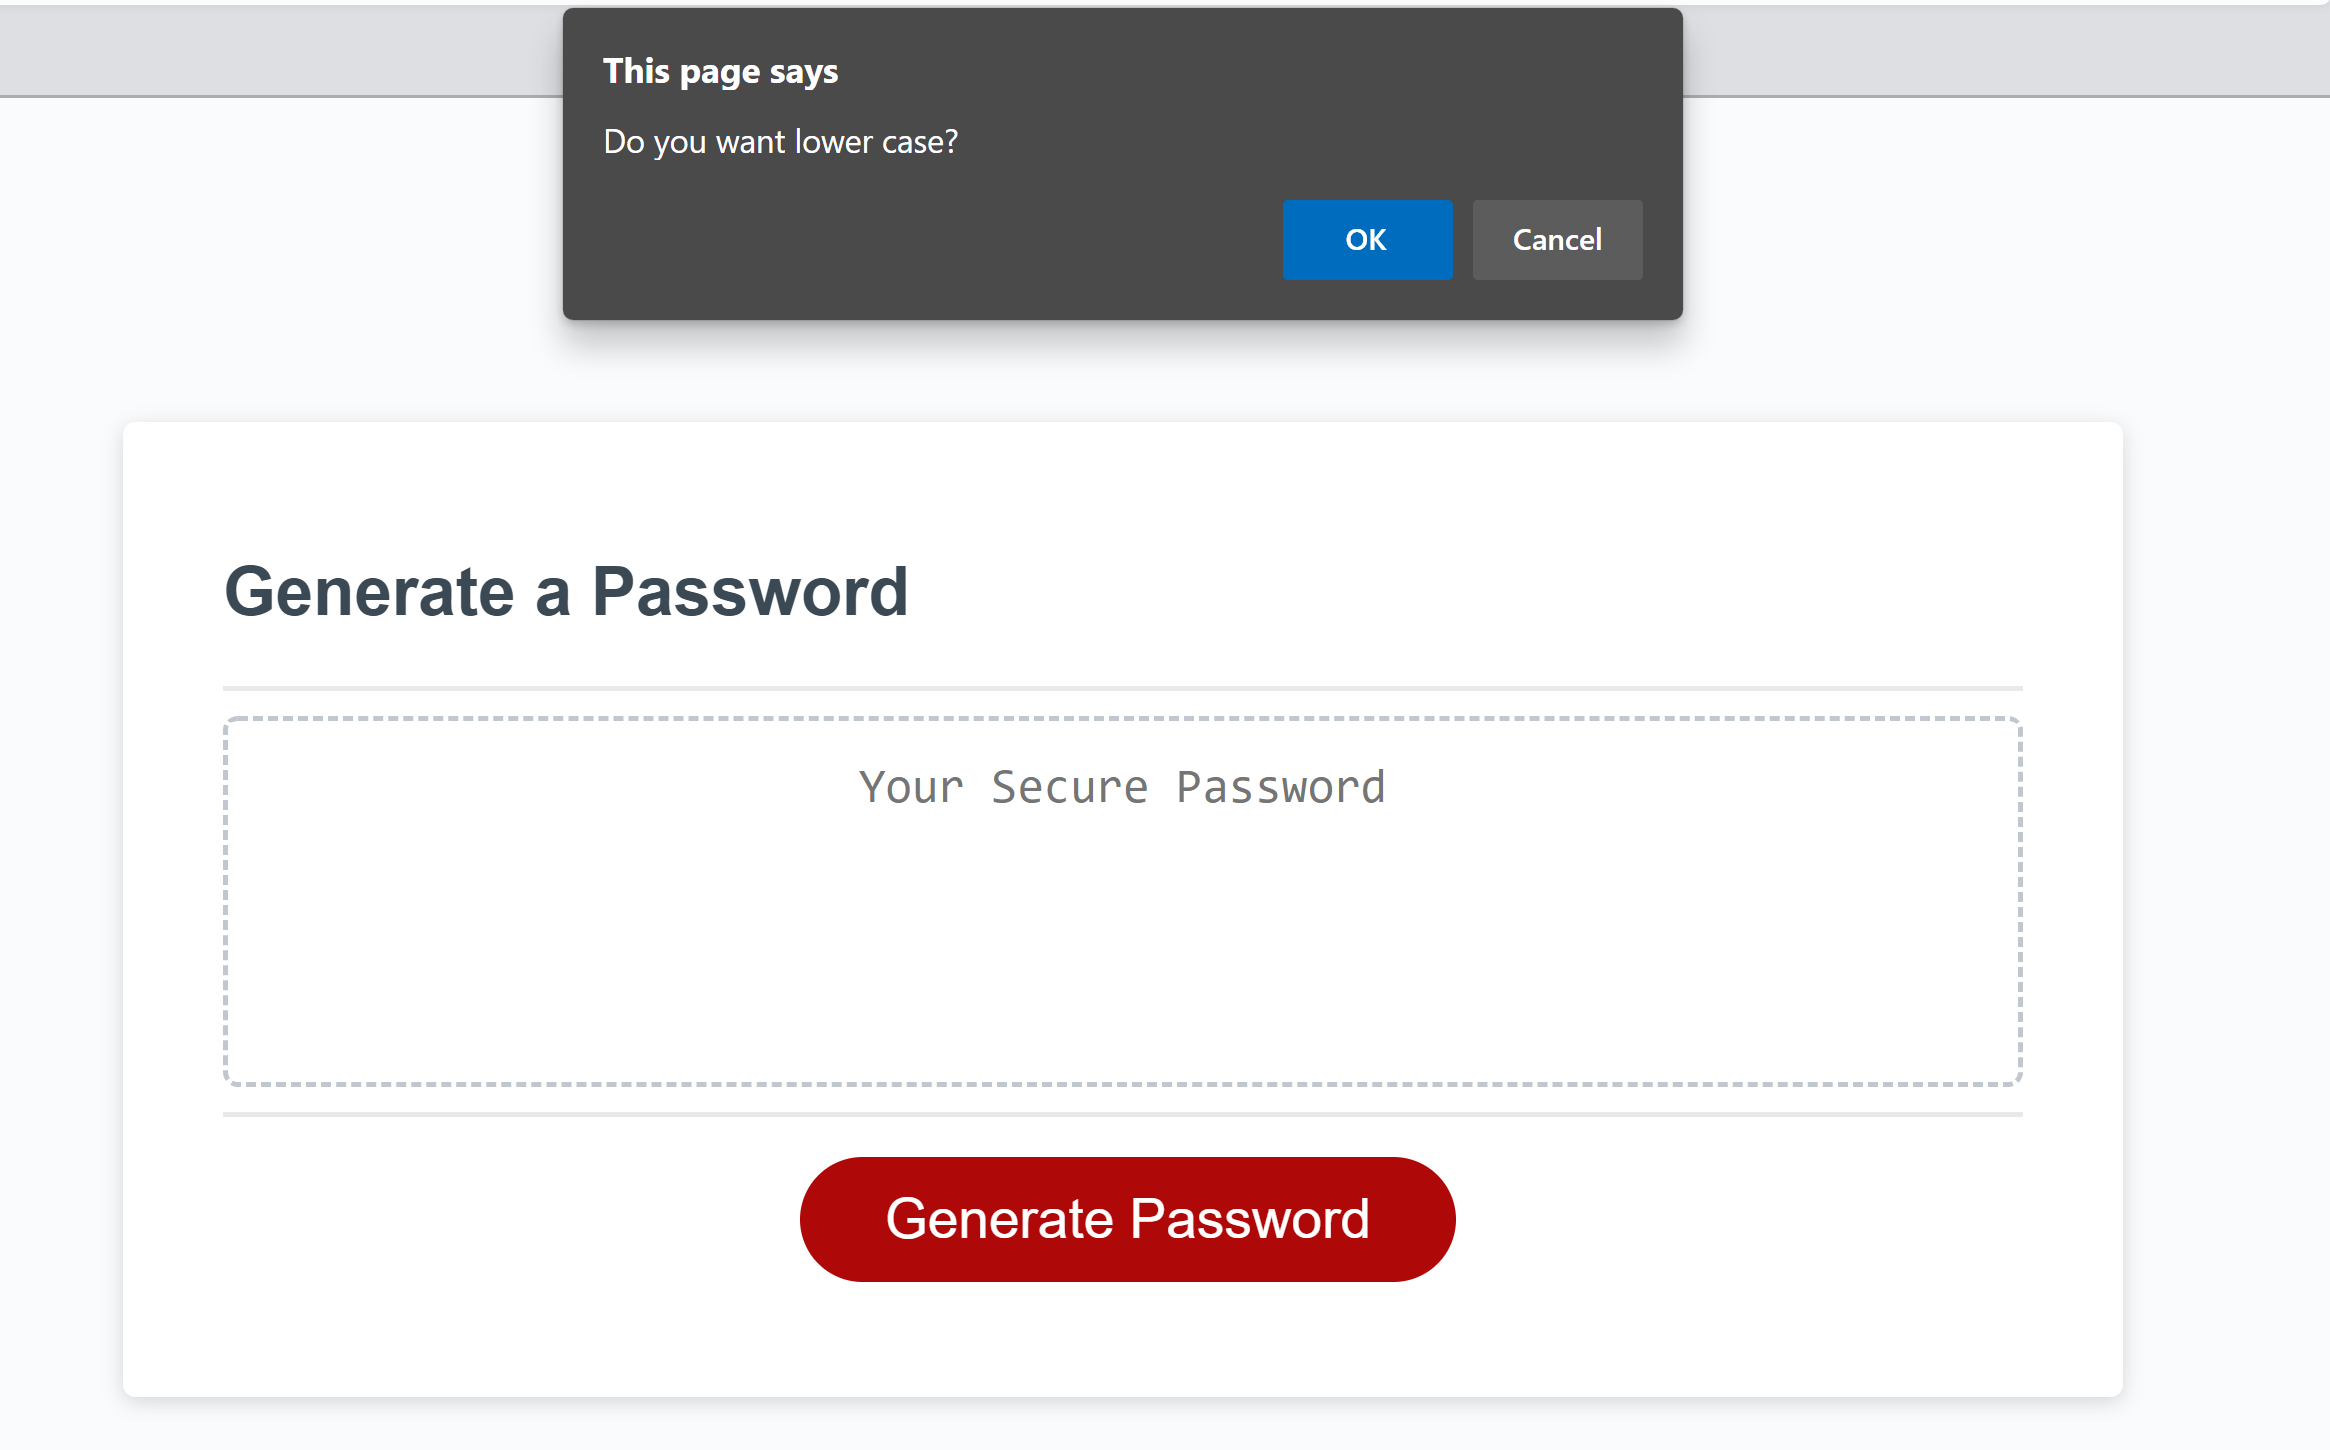 This page says
Do you want lower case?
OK
Cancel
Generate a Password
Your Secure Password
Generate Password